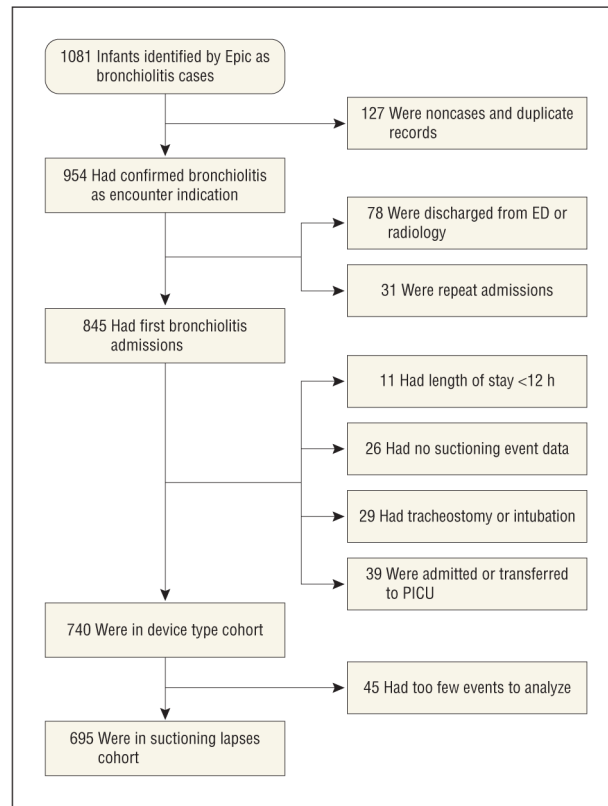 1081 Infants identified by Epic as
bronchiolitis cases
127 Were noncases and duplicate
records
954 Had confirmed bronchiolitis
as encounter indication
78 Were discharged from ED or
radiology
31 Were repeat admissions
845 Had first bronchiolitis
admissions
11 Had length of stay <12 h
26 Had no suctioning event data
29 Had tracheostomy or intubation
39 Were admitted or transferred
to PICU
740 Were in device type cohort
45 Had too few events to analyze
695 Were in suctioning lapses
cohort